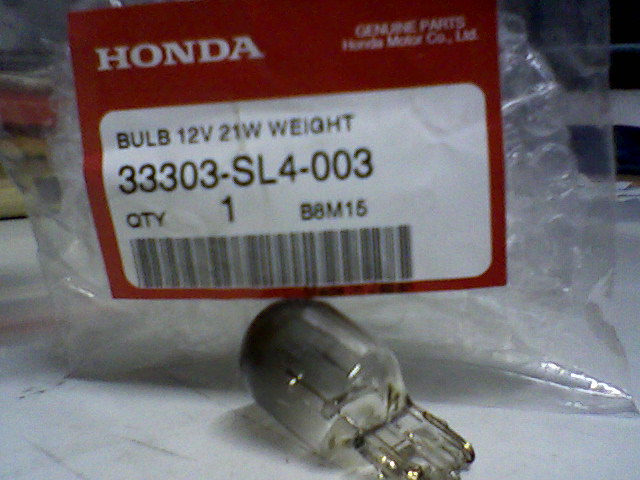 HONDA
GENUINE PARTS
Honda Motor Co., Ltd.
BULB 12V 21W WEIGHT
33303-SL4-003
QTY 1 B8M15